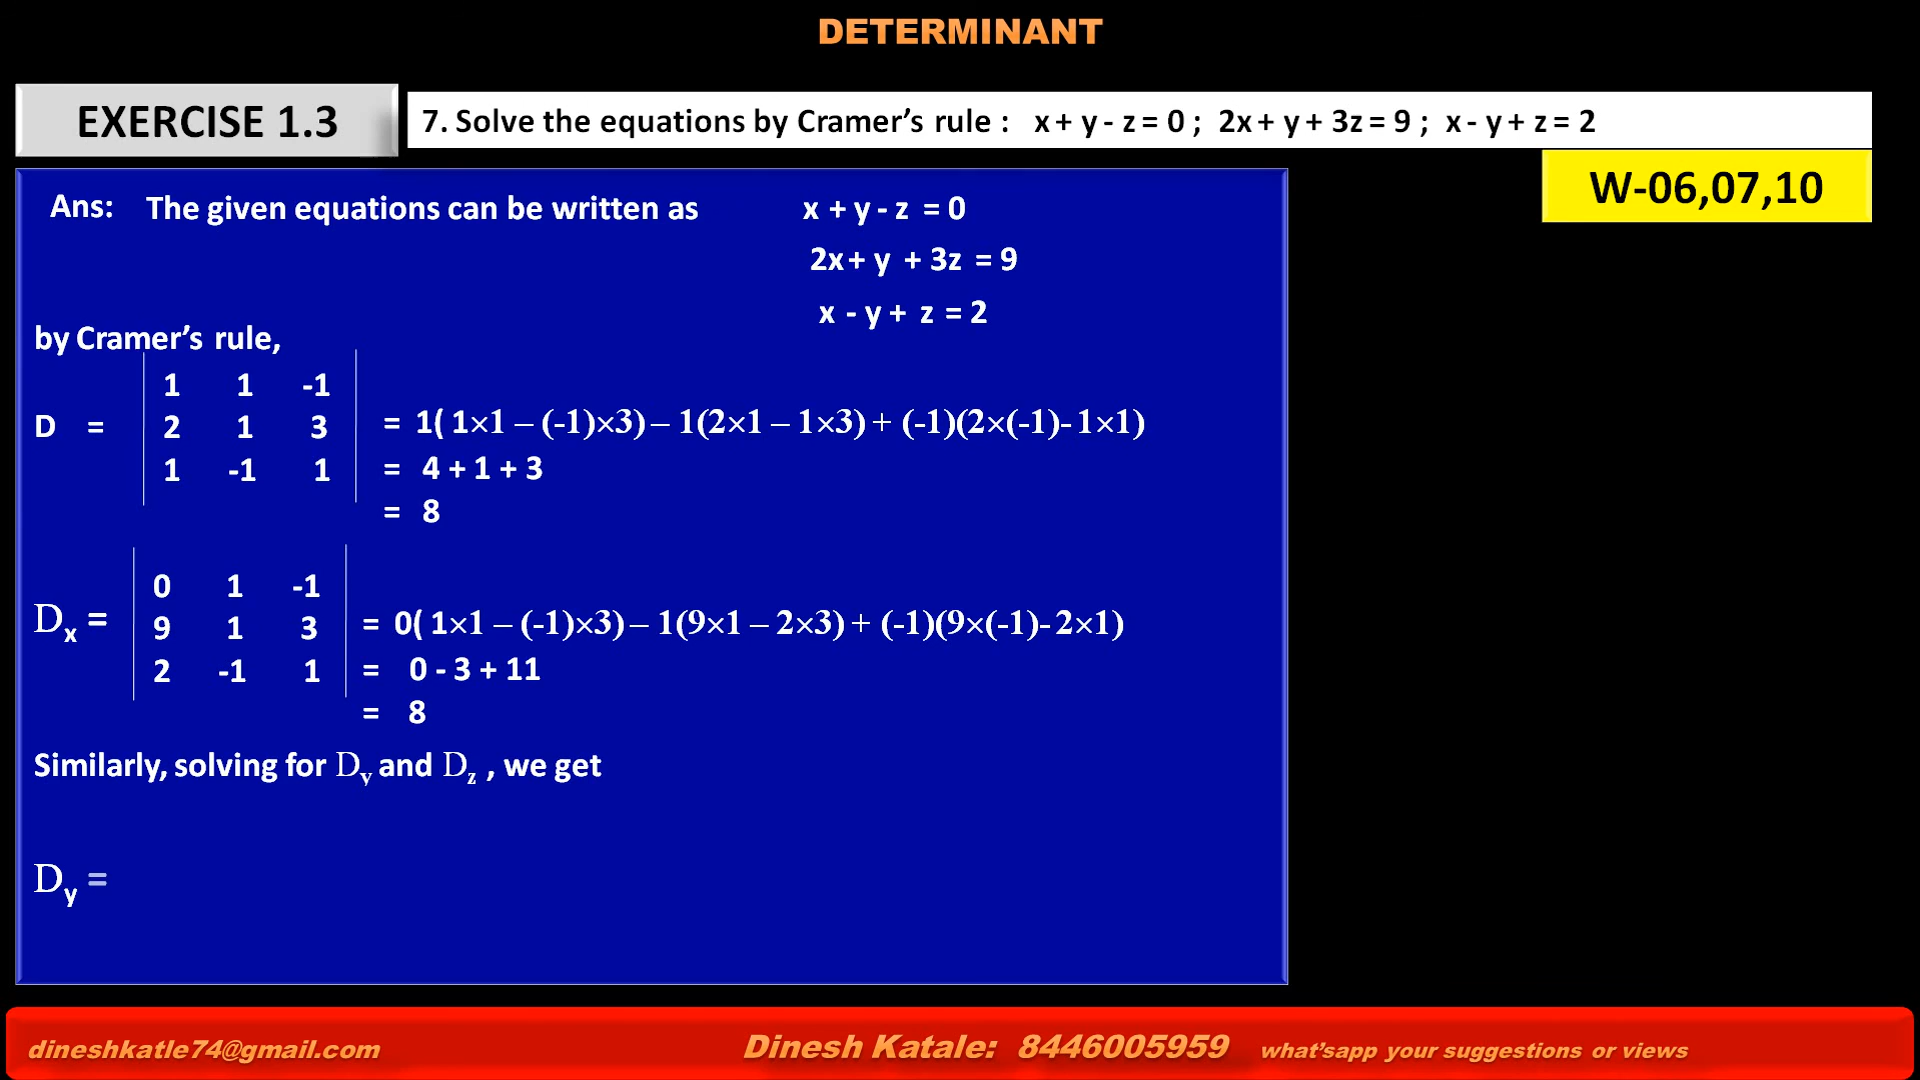 DETERMINANT
EXERCISE 1.3
7. Solve the equations by Cramer’s rule : x + y - z = 0 ; 2x + y + 3z = 9 ; x - y + z = 2
W-06,07,10
Ans: The given equations can be written as x + y - z = 0
2x + y + 3z = 9
x - y + z = 2
by Cramer’s rule,
1 1 -1
D = 2 1 3 = 1( 1×1 – (-1)×3) – 1(2×1 – 1×3) + (-1)(2×(-1)-1×1)
1 -1 1 = 4 + 1 + 3
= 8
0 1 -1
Dx = 9 1 3 = 0( 1×1 – (-1)×3) – 1(9×1 – 2×3) + (-1)(9×(-1)-2×1)
2 -1 1 = 0 - 3 + 11
= 8
Similarly, solving for Dy and Dz , we get
Dy =
dineshkatle74@gmail.com Dinesh Katale: 8446005959 what’sapp your suggestions or views